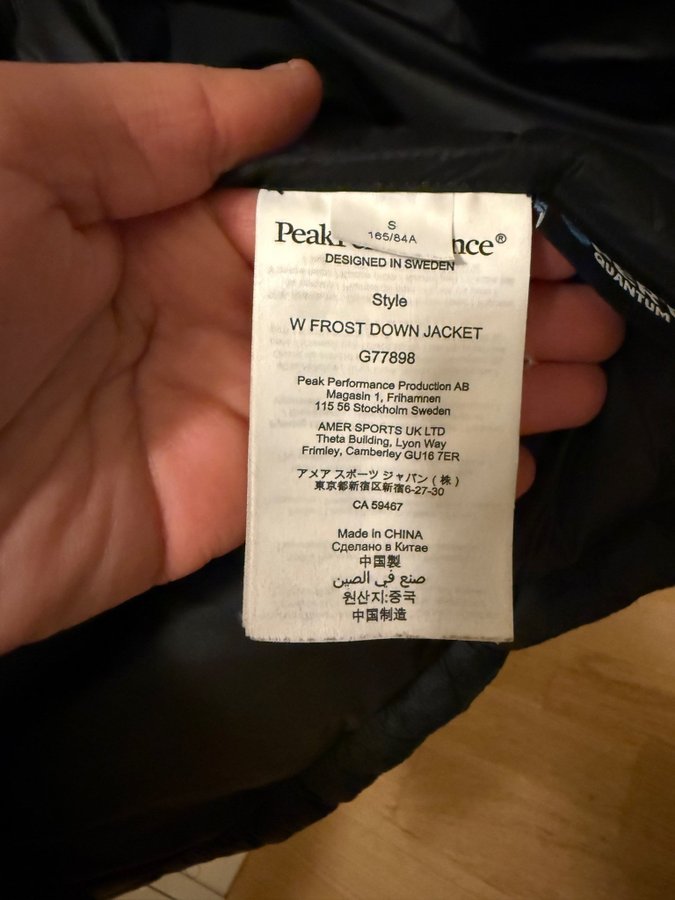 S
165/84A
Peak nce®
DESIGNED IN SWEDEN
Style
W FROST DOWN JACKET
G77898
Peak Performance Production AB
Magasin 1, Frihamnen
115 56 Stockholm Sweden
AMER SPORTS UK LTD
Theta Building, Lyon Way
Frimley, Camberley GU16 7ER
アメア スポーツ ジャパン ( 株 )
東京都新宿区新宿6-27-30
CA 59467
Made in CHINA
Сделано в Китае
中国製
صنع في الصين
원산지:중국
中国制造
QUANTUM